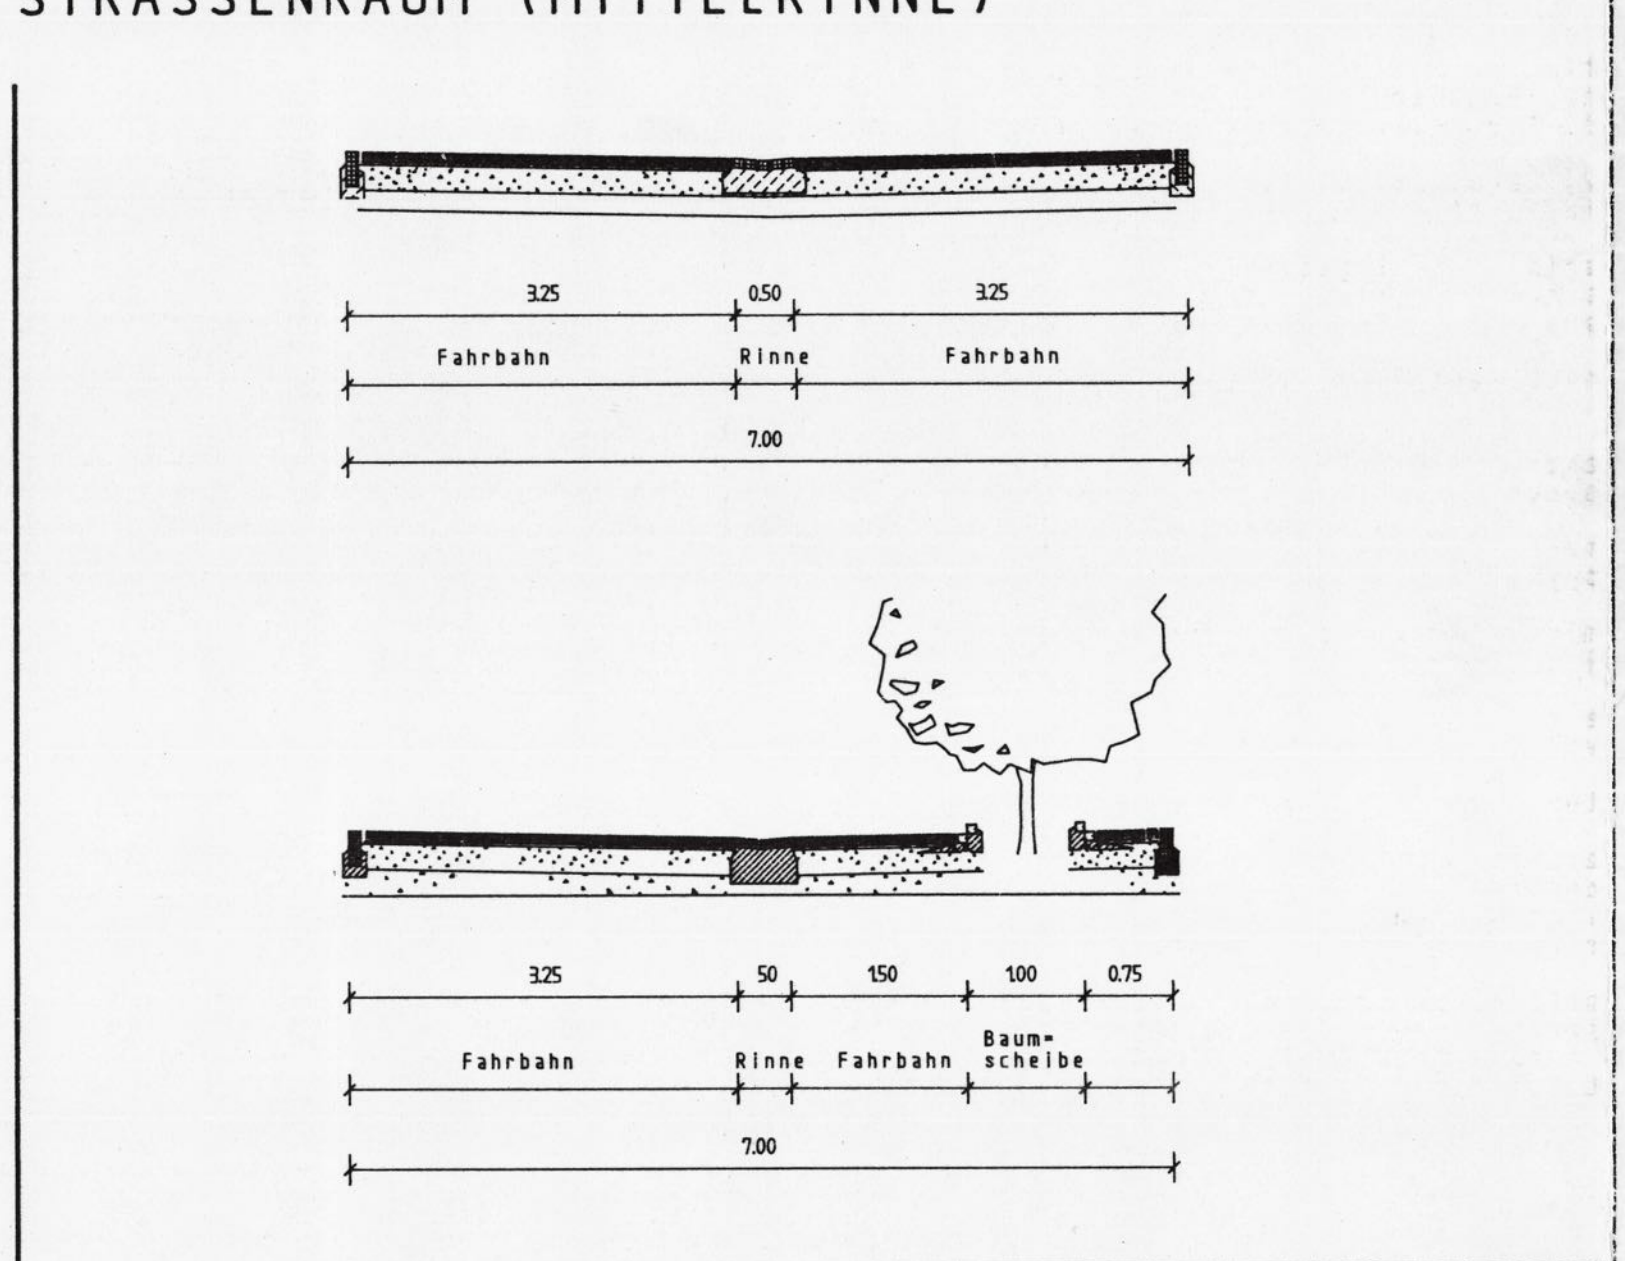 STRASSENRAUM (MITTELRINNE)
3.25 0.50 3.25
Fahrbahn Rinne Fahrbahn
7.00
3.25 50 1.50 1.00 0.75
Baum-
Fahrbahn Rinne Fahrbahn scheibe
7.00